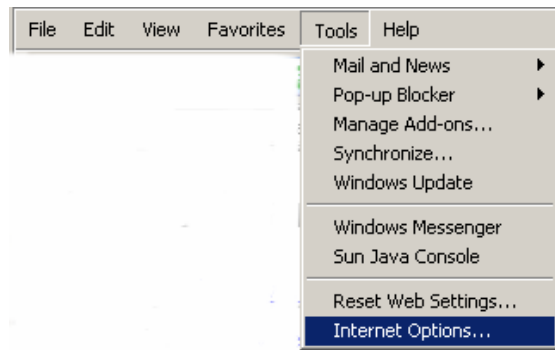 File Edit View Favorites Tools Help
Mail and News
Pop-up Blocker
Manage Add-ons...
Synchronize...
Windows Update
Windows Messenger
Sun Java Console
Reset Web Settings...
Internet Options...